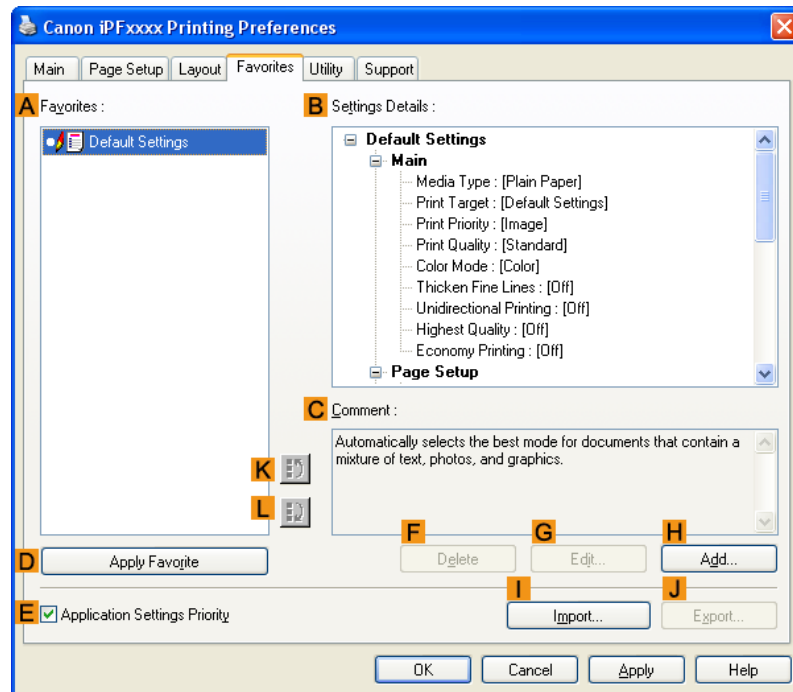 Canon iPFxxxx Printing Preferences
Main Page Setup Layout Favorites Utility Support
A Favorites :
Default Settings
B Settings Details :
Default Settings
Main
Media Type : [Plain Paper]
Print Target : [Default Settings]
Print Priority : [Image]
Print Quality : [Standard]
Color Mode : [Color]
Thicken Fine Lines : [Off]
Unidirectional Printing : [Off]
Highest Quality : [Off]
Economy Printing : [Off]
Page Setup
C Comment :
Automatically selects the best mode for documents that contain a
mixture of text, photos, and graphics.
K
L
D Apply Favorite
F Delete
G Edit...
H Add...
E Application Settings Priority
I Import...
J Export...
OK Cancel Apply Help